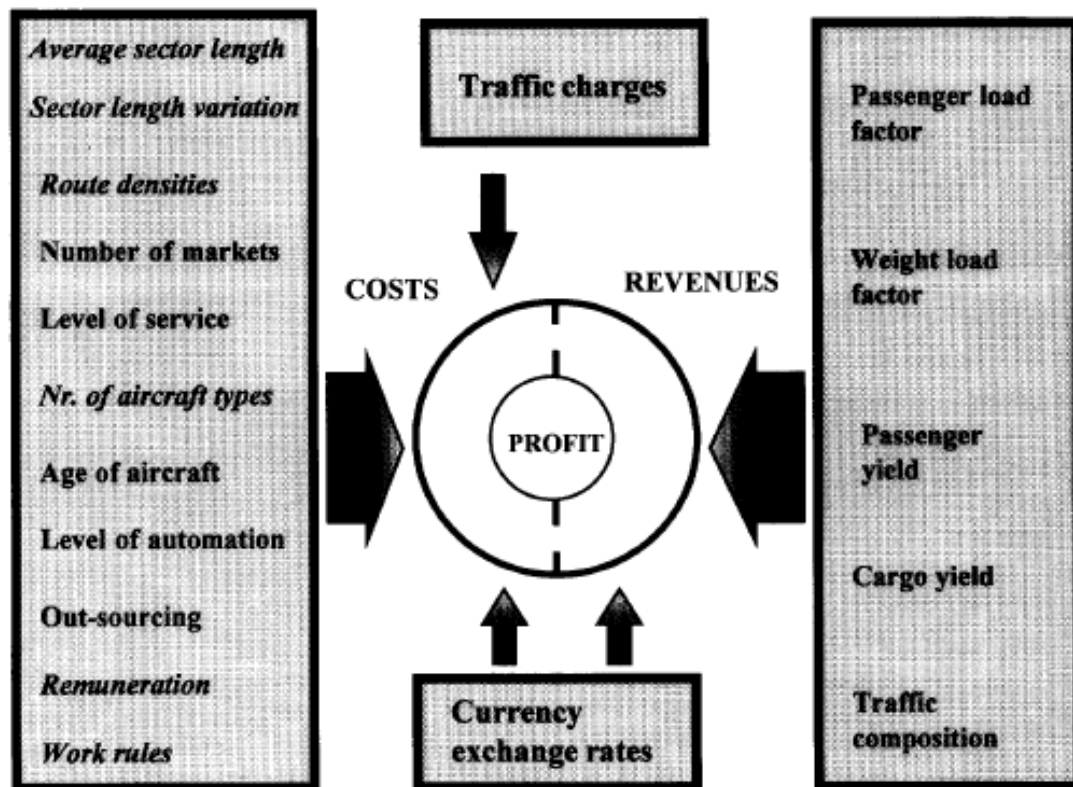 Average sector length
Sector length variation
Route densities
Number of markets
Level of service
Nr. of aircraft types
Age of aircraft
Level of automation
Out-sourcing
Remuneration
Work rules
Traffic charges
COSTS
REVENUES
PROFIT
Currency
exchange rates
Passenger load
factor
Weight load
factor
Passenger
yield
Cargo yield
Traffic
composition